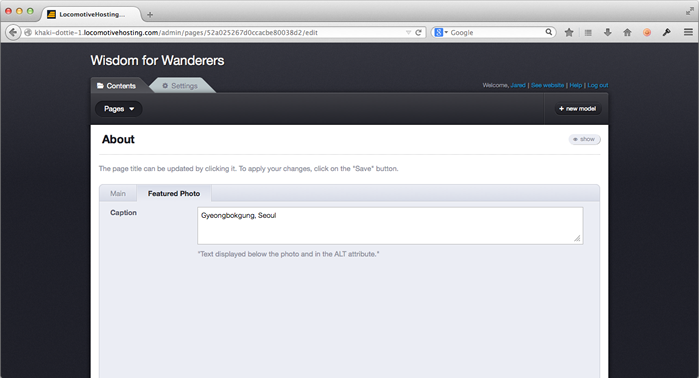 LocomotiveHosting...
khaki-dottie-1.locomotivehosting.com/admin/pages/52a025267d0ccacbe80038d2/edit
Google
Wisdom for Wanderers
Contents
Settings
Welcome, Jared | See website | Help | Log out
Pages
+ new model
About
show
The page title can be updated by clicking it. To apply your changes, click on the "Save" button.
Main
Featured Photo
Caption
Gyeongbokgung, Seoul
"Text displayed below the photo and in the ALT attribute."